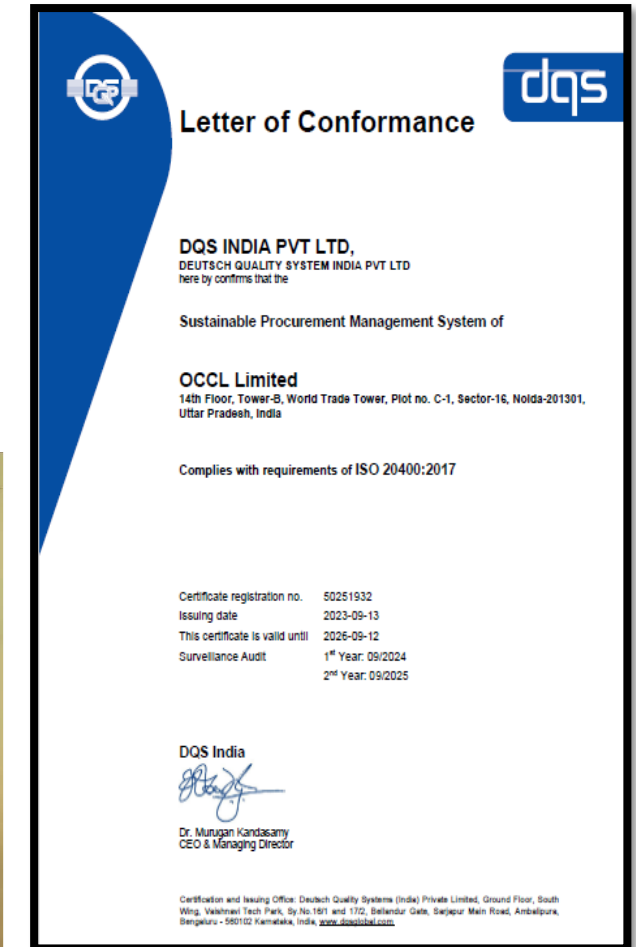 DQS
dqs
Letter of Conformance
DQS INDIA PVT LTD,
DEUTSCH QUALITY SYSTEM INDIA PVT LTD
here by confirms that the
Sustainable Procurement Management System of
OCCL Limited
14th Floor, Tower-B, World Trade Tower, Plot no. C-1, Sector-16, Noida-201301,
Uttar Pradesh, India
Complies with requirements of ISO 20400:2017
Certificate registration no. 50251932
Issuing date 2023-09-13
This certificate is valid until 2026-09-12
Surveillance Audit 1st Year: 09/2024
2nd Year: 09/2025
DQS India
Dr. Murugan Kandasamy
CEO & Managing Director
Certification and Issuing Office: Deutsch Quality Systems (India) Private Limited, Ground Floor, South
Wing, Vaishnavi Tech Park, Sy.No.16/1 and 17/2, Bellandur Gate, Sarjapur Main Road, Ambalipura,
Bengaluru - 560102 Karnataka, India, www.dqsglobal.com